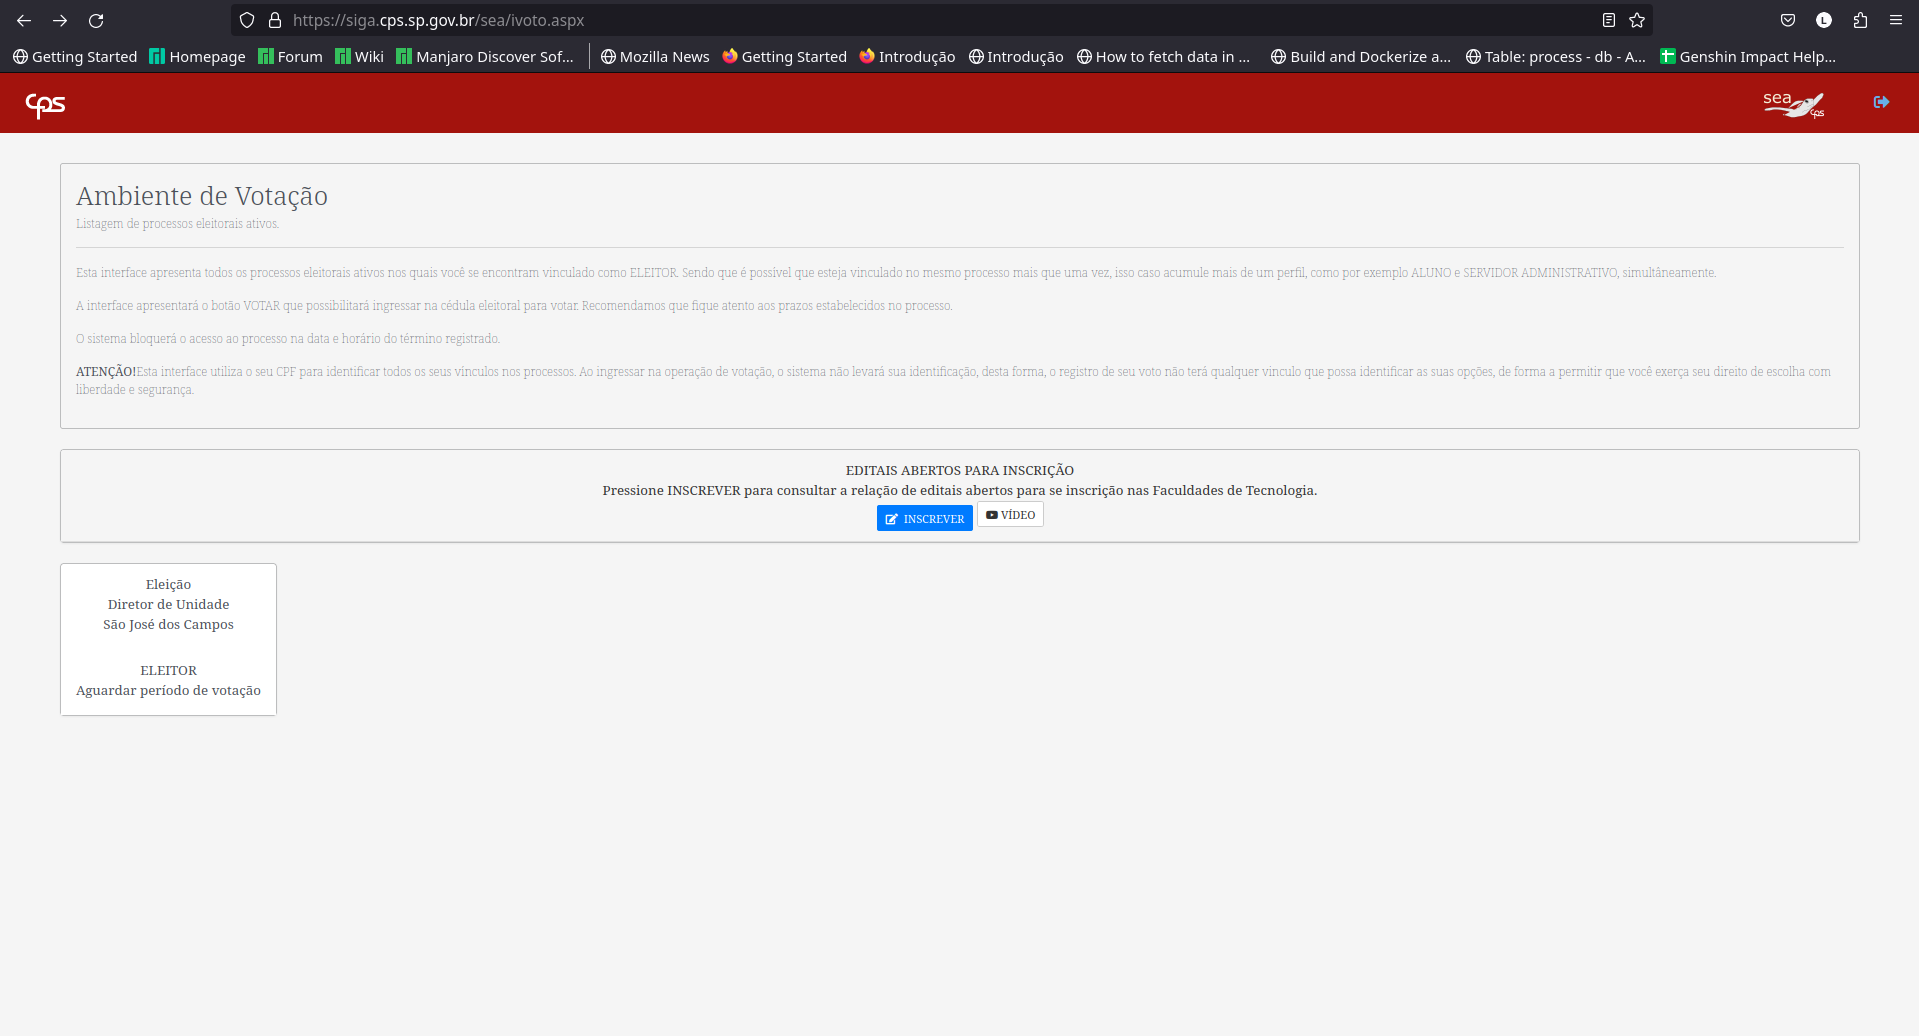 https://siga.cps.sp.gov.br/sea/ivoto.aspx
L
Getting Started Homepage Forum Wiki Manjaro Discover Sof... Mozilla News Getting Started Introdução Introdução How to fetch data in ... Build and Dockerize a... Table: process - db - A... Genshin Impact Help...
cps
sea
cps
Ambiente de Votação
Listagem de processos eleitorais ativos.
Esta interface apresenta todos os processos eleitorais ativos nos quais você se encontram vinculado como ELEITOR. Sendo que é possível que esteja vinculado no mesmo processo mais que uma vez, isso caso acumule mais de um perfil, como por exemplo ALUNO e SERVIDOR ADMINISTRATIVO, simultâneamente.
A interface apresentará o botão VOTAR que possibilitará ingressar na cédula eleitoral para votar. Recomendamos que fique atento aos prazos estabelecidos no processo.
O sistema bloquerá o acesso ao processo na data e horário do término registrado.
ATENÇÃO!Esta interface utiliza o seu CPF para identificar todos os seus vínculos nos processos. Ao ingressar na operação de votação, o sistema não levará sua identificação, desta forma, o registro de seu voto não terá qualquer vinculo que possa identificar as suas opções, de forma a permitir que você exerça seu direito de escolha com
liberdade e segurança.
EDITAIS ABERTOS PARA INSCRIÇÃO
Pressione INSCREVER para consultar a relação de editais abertos para se inscrição nas Faculdades de Tecnologia.
INSCREVER VÍDEO
Eleição
Diretor de Unidade
São José dos Campos
ELEITOR
Aguardar período de votação